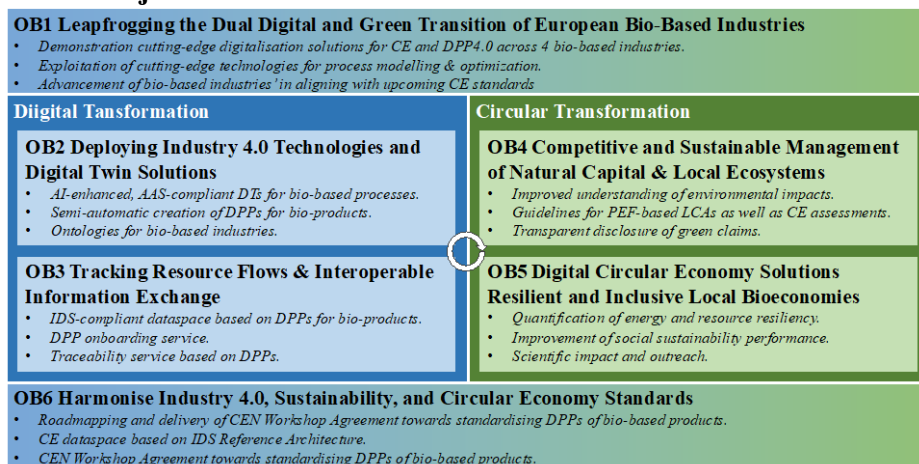 OB1 Leapfrogging the Dual Digital and Green Transition of European Bio-Based Industries
• Demonstration cutting-edge digitalisation solutions for CE and DPP4.0 across 4 bio-based industries.
• Exploitation of cutting-edge technologies for process modelling & optimization.
• Advancement of bio-based industries' in aligning with upcoming CE standards
Diigital Tansformation
OB2 Deploying Industry 4.0 Technologies and
Digital Twin Solutions
• AI-enhanced, AAS-compliant DTs for bio-based processes.
• Semi-automatic creation of DPPs for bio-products.
• Ontologies for bio-based industries.
OB3 Tracking Resource Flows & Interoperable
Information Exchange
• IDS-compliant dataspace based on DPPs for bio-products.
• DPP onboarding service.
• Traceability service based on DPPs.
Circular Transformation
OB4 Competitive and Sustainable Management
of Natural Capital & Local Ecosystems
• Improved understanding of environmental impacts.
• Guidelines for PEF-based LCAs as well as CE assessments.
• Transparent disclosure of green claims.
OB5 Digital Circular Economy Solutions
Resilient and Inclusive Local Bioeconomies
• Quantification of energy and resource resiliency.
• Improvement of social sustainability performance.
• Scientific impact and outreach.
OB6 Harmonise Industry 4.0, Sustainability, and Circular Economy Standards
• Roadmapping and delivery of CEN Workshop Agreement towards standardising DPPs of bio-based products.
• CE dataspace based on IDS Reference Architecture.
• CEN Workshop Agreement towards standardising DPPs of bio-based products.